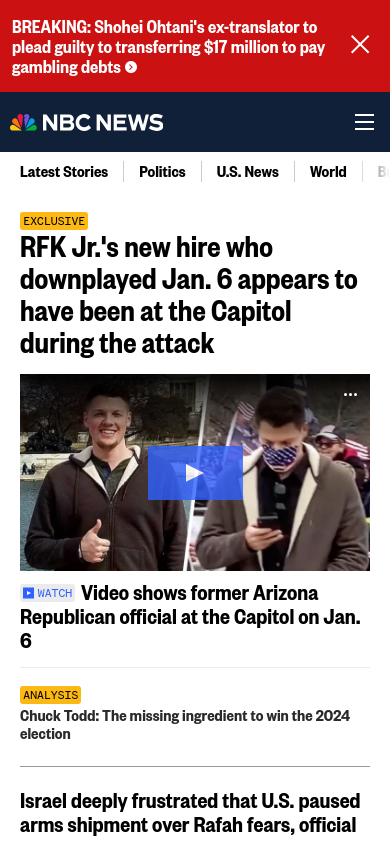 BREAKING: Shohei Ohtani's ex-translator to
plead guilty to transferring $17 million to pay
gambling debts
NBC NEWS
Latest Stories
Politics
U.S. News
World
EXCLUSIVE
RFK Jr.'s new hire who
downplayed Jan. 6 appears to
have been at the Capitol
during the attack
WATCH Video shows former Arizona
Republican official at the Capitol on Jan.
6
ANALYSIS
Chuck Todd: The missing ingredient to win the 2024
election
Israel deeply frustrated that U.S. paused
arms shipment over Rafah fears, official